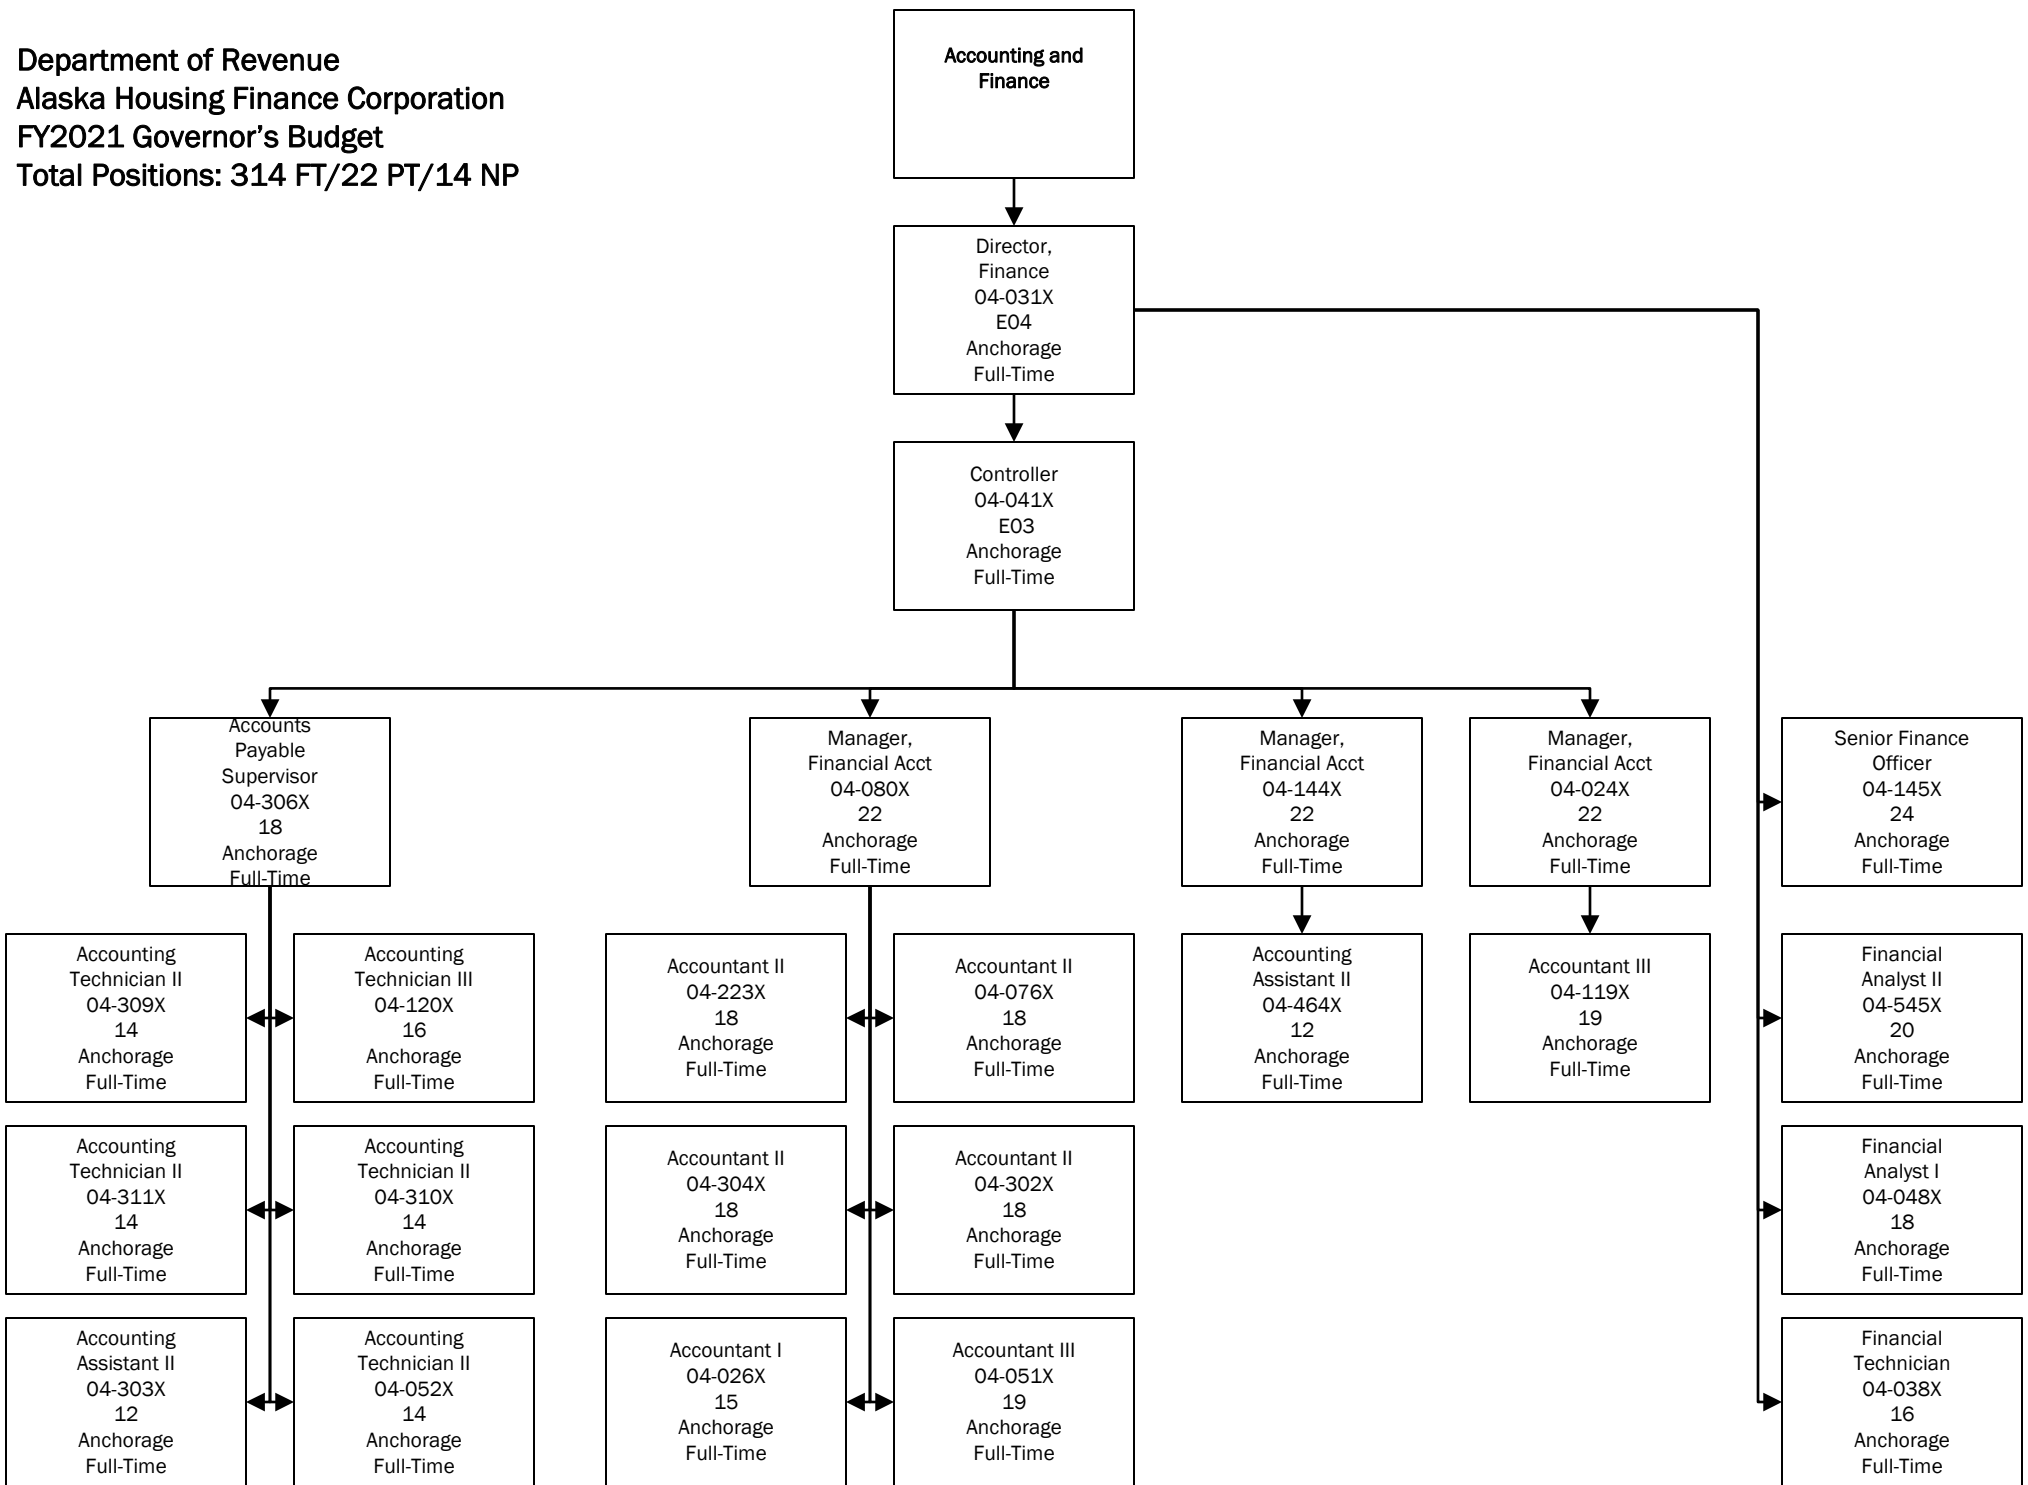 Department of Revenue
Alaska Housing Finance Corporation
FY2021 Governor's Budget
Total Positions: 314 FT/22 PT/14 NP
Accounting and
Finance
Director,
Finance
04-031X
E04
Anchorage
Full-Time
Controller
04-041X
E03
Anchorage
Full-Time
Accounts
Payable
Supervisor
04-306X
18
Anchorage
Full-Time
Manager,
Financial Acct
04-080X
22
Anchorage
Full-Time
Manager,
Financial Acct
04-144X
22
Anchorage
Full-Time
Manager,
Financial Acct
04-024X
22
Anchorage
Full-Time
Senior Finance
Officer
04-145X
24
Anchorage
Full-Time
Accounting
Technician II
04-309X
14
Anchorage
Full-Time
Accounting
Technician III
04-120X
16
Anchorage
Full-Time
Accountant II
04-223X
18
Anchorage
Full-Time
Accountant II
04-076X
18
Anchorage
Full-Time
Accounting
Assistant II
04-464X
12
Anchorage
Full-Time
Accountant III
04-119X
19
Anchorage
Full-Time
Financial
Analyst II
04-545X
20
Anchorage
Full-Time
Accounting
Technician II
04-311X
14
Anchorage
Full-Time
Accounting
Technician II
04-310X
14
Anchorage
Full-Time
Accountant II
04-304X
18
Anchorage
Full-Time
Accountant II
04-302X
18
Anchorage
Full-Time
Financial
Analyst I
04-048X
18
Anchorage
Full-Time
Accounting
Assistant II
04-303X
12
Anchorage
Full-Time
Accounting
Technician II
04-052X
14
Anchorage
Full-Time
Accountant I
04-026X
15
Anchorage
Full-Time
Accountant III
04-051X
19
Anchorage
Full-Time
Financial
Technician
04-038X
16
Anchorage
Full-Time